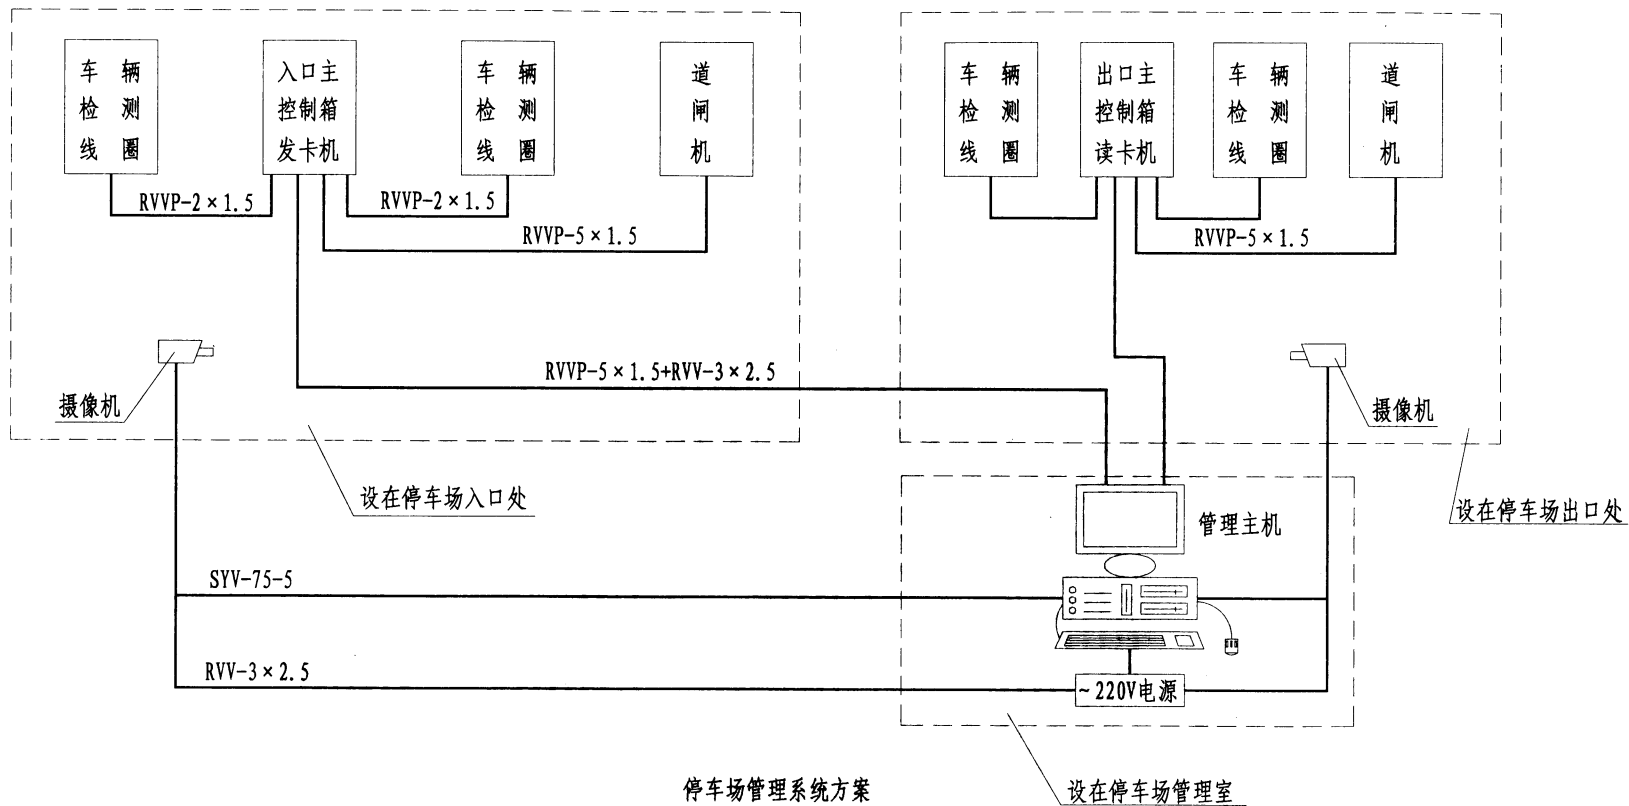 车辆
检测
线圈
入口主
控制箱
发卡机
车辆
检测
线圈
道
闸
机
出口主
控制箱
读卡机
车辆
检测
线圈
车辆
检测
线圈
道
闸
机
RVVP-2×1.5
RVVP-2×1.5
RVVP-5×1.5
RVVP-5×1.5
RVVP-5×1.5+RVV-3×2.5
摄像机
摄像机
设在停车场入口处
设在停车场出口处
管理主机
SYV-75-5
RVV-3×2.5
~220V电源
设在停车场管理室
停车场管理系统方案